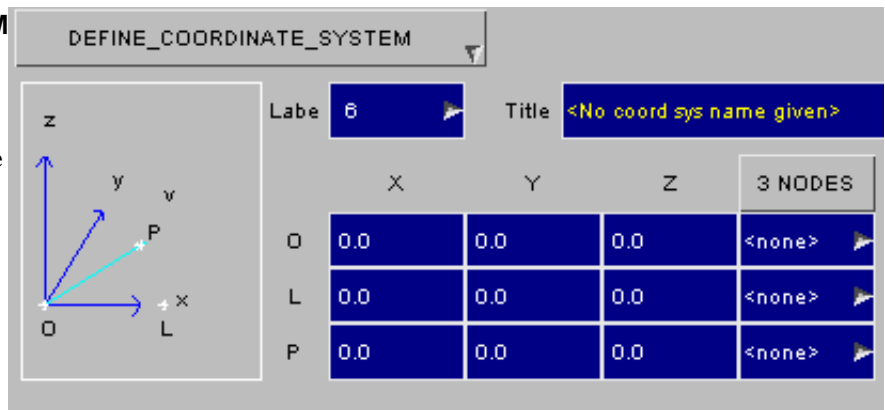 M
DEFINE_COORDINATE_SYSTEM
Labe 6 Title <No coord sys name given>
e
z
y
v
P
x
O
L
X Y Z 3 NODES
O 0.0 0.0 0.0 <none>
L 0.0 0.0 0.0 <none>
P 0.0 0.0 0.0 <none>